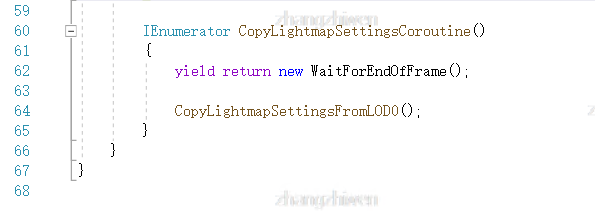 zhangzhiwen
59
60 IEnumerator CopyLightmapSettingsCoroutine()
61 {
62 yield return new WaitForEndOfFrame();
63
64 CopyLightmapSettingsFromLOD0();
65 }
66 }
67 }
68
zhangzhiwen